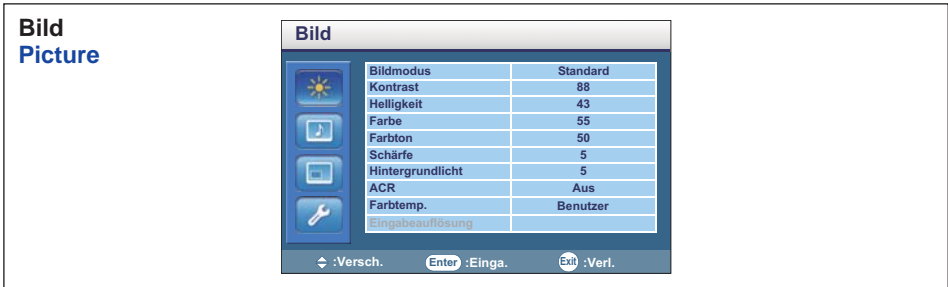 Bild
Picture
Bild
Bildmodus Standard
Kontrast 88
Helligkeit 43
Farbe 55
Farbton 50
Schärfe 5
Hintergrundlicht 5
ACR Aus
Farbtemp. Benutzer
Eingabeauflösung
:Versch. Enter :Einga. Exit :Verl.